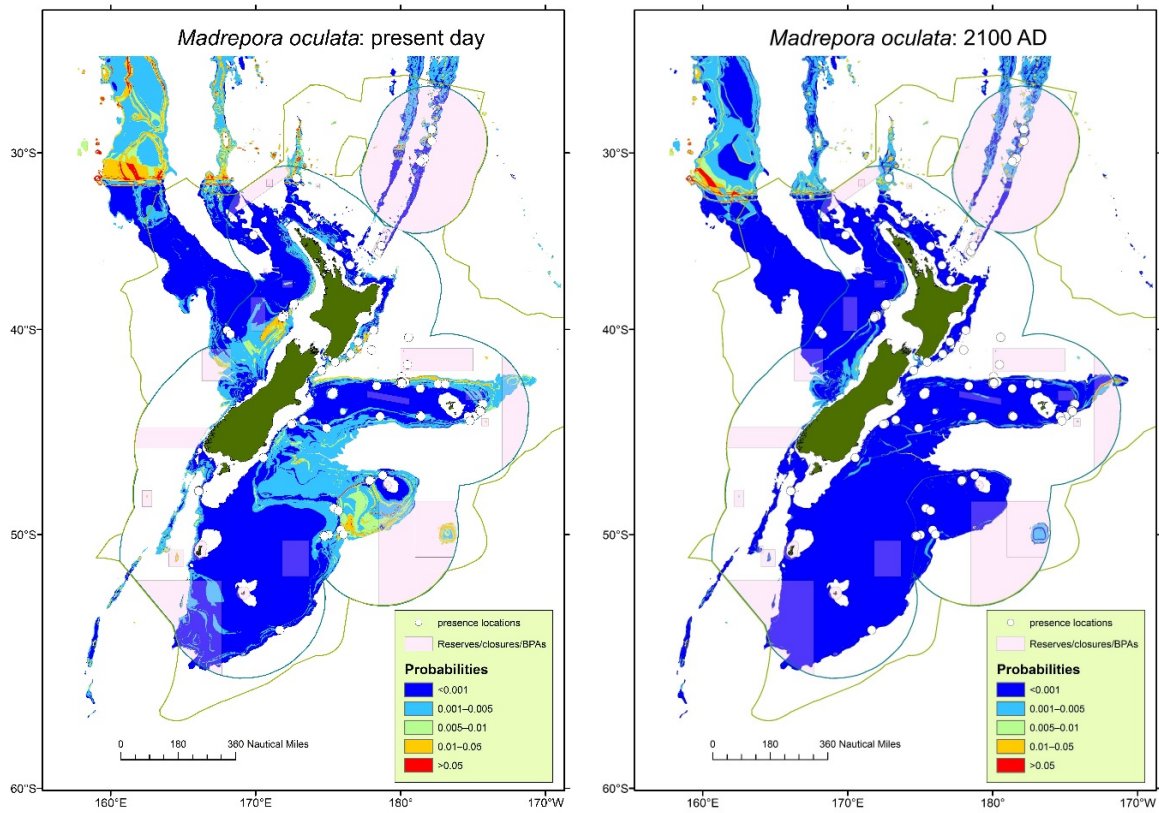 Madrepora oculata: present day
30°S
40°S
50°S
60°S
160°E
170°E
180°
170°W
0
180
360 Nautical Miles
presence locations
Reserves/closures/BPAs
Probabilities
<0.001
0.001–0.005
0.005–0.01
0.01–0.05
>0.05
Madrepora oculata: 2100 AD
30°S
40°S
50°S
60°S
160°E
170°E
180°
170°W
0
180
360 Nautical Miles
presence locations
Reserves/closures/BPAs
Probabilities
<0.001
0.001–0.005
0.005–0.01
0.01–0.05
>0.05